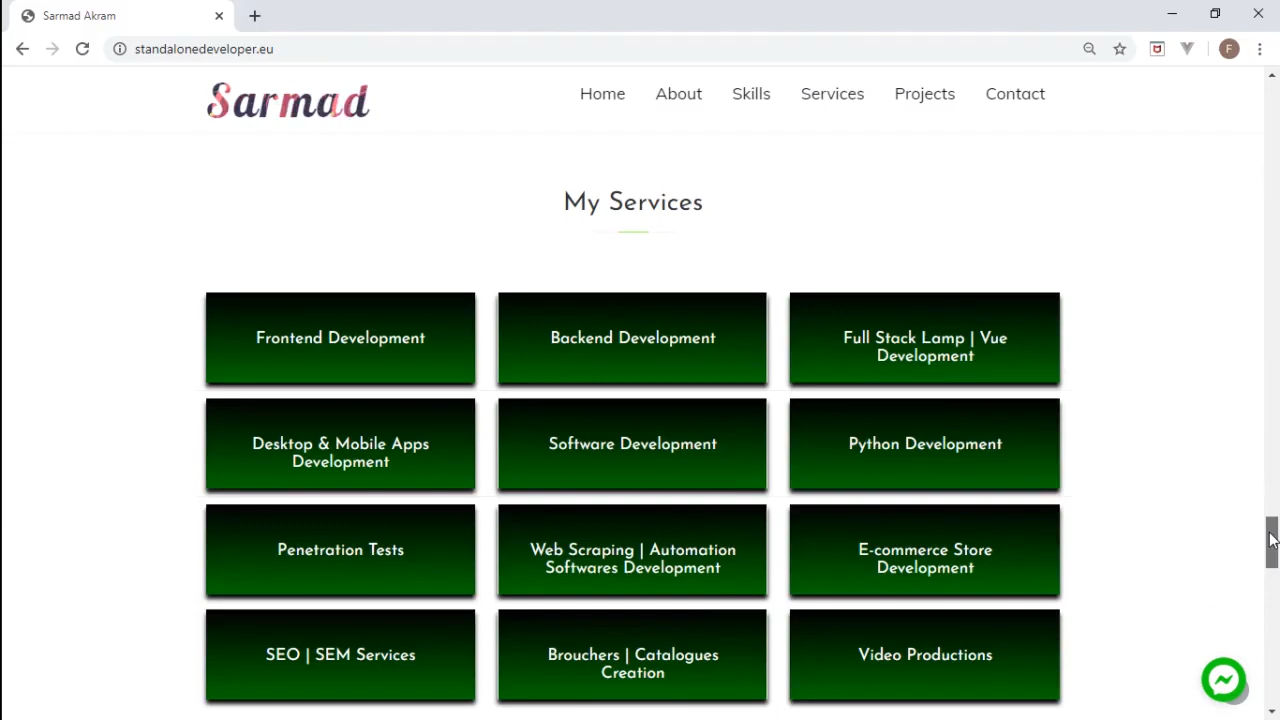 Sarmad Akram
standalonedeveloper.eu
F
Sarmad
Home About Skills Services Projects Contact
My Services
Frontend Development
Backend Development
Full Stack Lamp | Vue
Development
Desktop & Mobile Apps
Development
Software Development
Python Development
Penetration Tests
Web Scraping | Automation
Softwares Development
E-commerce Store
Development
SEO | SEM Services
Brouchers | Catalogues
Creation
Video Productions